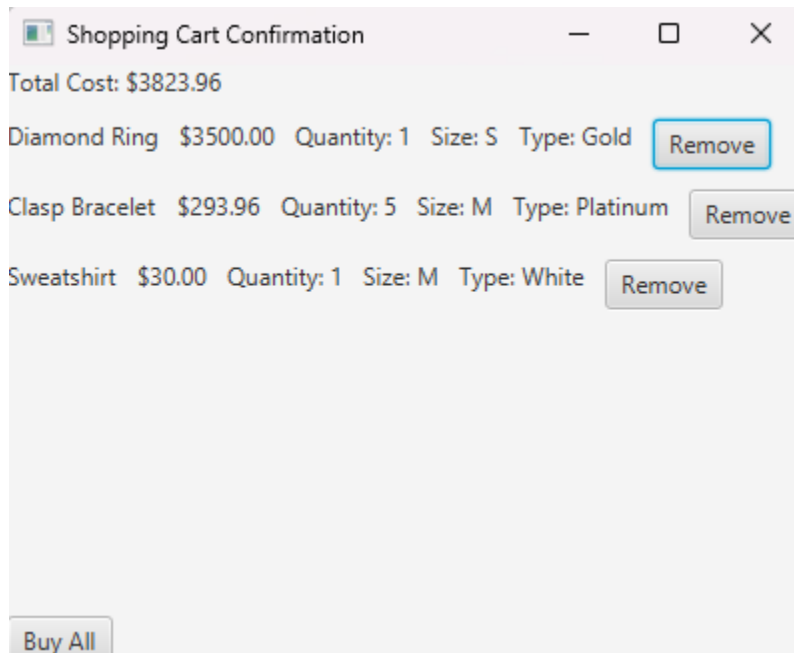 Shopping Cart Confirmation
Total Cost: $3823.96
Diamond Ring $3500.00 Quantity: 1 Size: S Type: Gold Remove
Clasp Bracelet $293.96 Quantity: 5 Size: M Type: Platinum Remove
Sweatshirt $30.00 Quantity: 1 Size: M Type: White Remove
Buy All